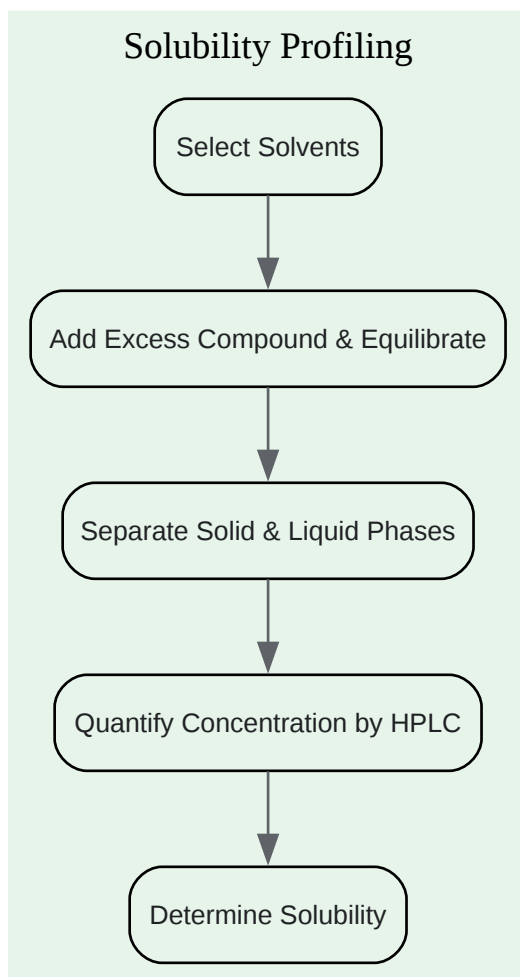 Solubility Profiling
Select Solvents
Add Excess Compound & Equilibrate
Separate Solid & Liquid Phases
Quantify Concentration by HPLC
Determine Solubility